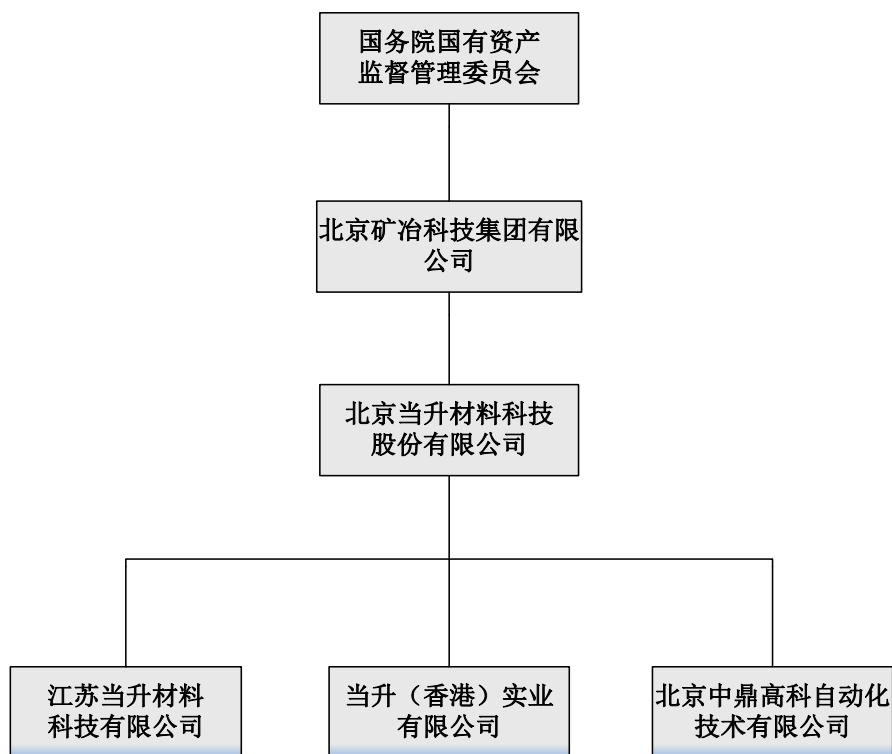 国务院国有资产
监督管理委员会
北京矿冶科技集团有限
公司
北京当升材料科技
股份有限公司
江苏当升材料
科技有限公司
当升（香港）实业
有限公司
北京中鼎高科自动化
技术有限公司